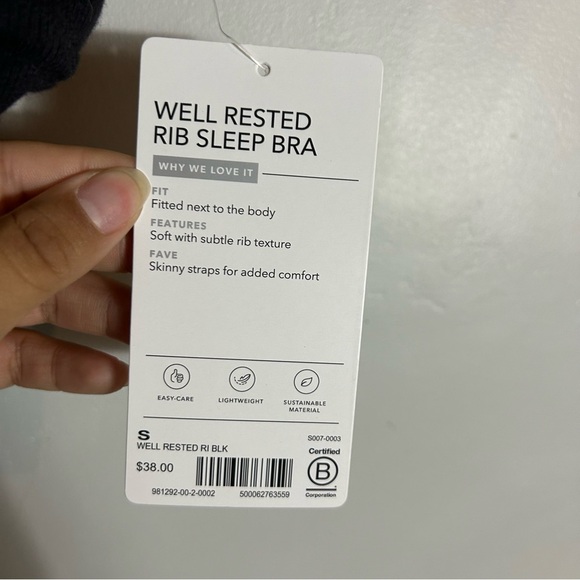 WELL RESTED
RIB SLEEP BRA
WHY WE LOVE IT
FIT
Fitted next to the body
FEATURES
Soft with subtle rib texture
FAVE
Skinny straps for added comfort
EASY-CARE
LIGHTWEIGHT
SUSTAINABLE
MATERIAL
S
S007-0003
WELL RESTED RI BLK
$38.00
Certified
B
Corporation
981292-00-2-0002
500062763559